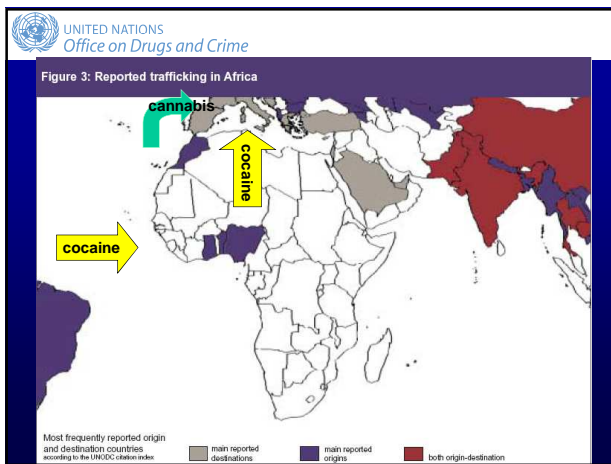 UNITED NATIONS
Office on Drugs and Crime
Figure 3: Reported trafficking in Africa
cannabis
cocaine
cocaine
Most frequently reported origin
and destination countries
according to the UNODC citation index
main reported
destinations
main reported
origins
both origin-destination